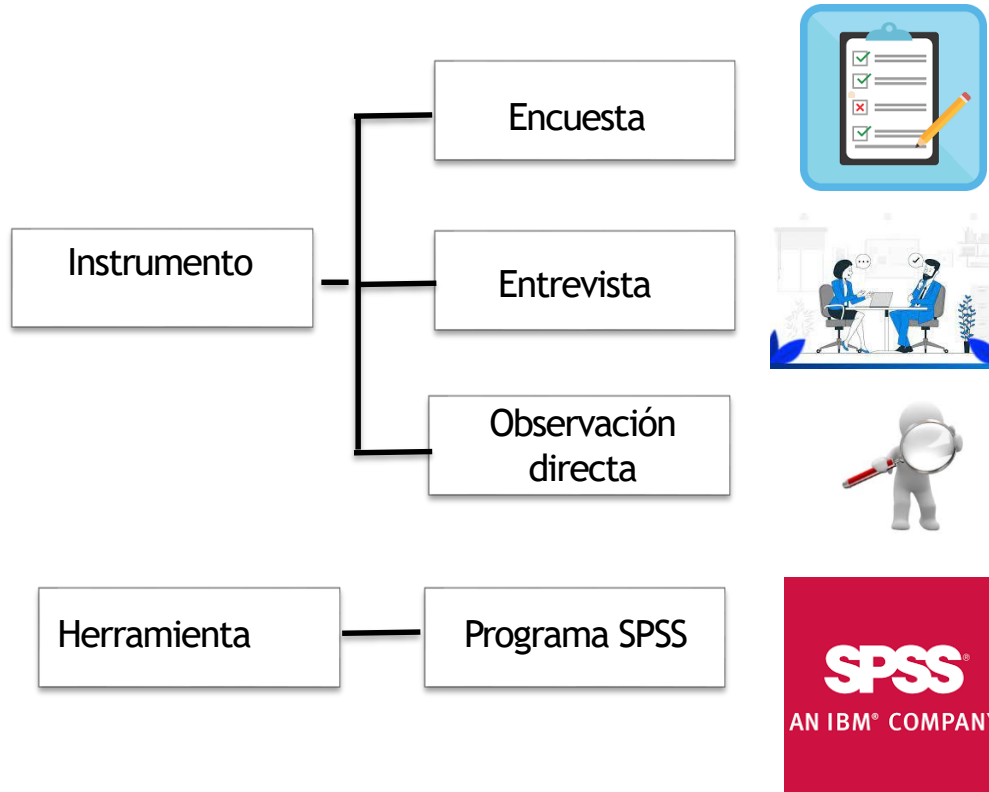 Encuesta
Instrumento
Entrevista
Observación
directa
Herramienta
Programa SPSS
SPSS®
AN IBM® COMPANY